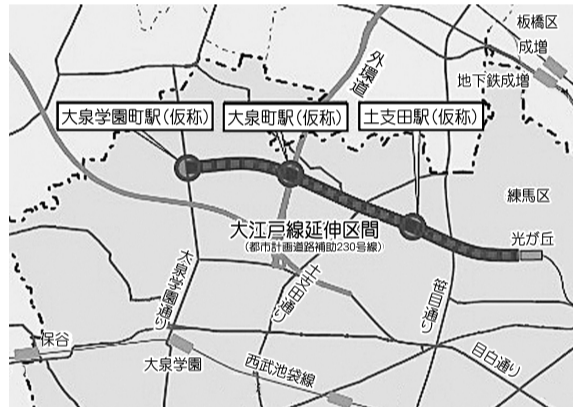 板橋区
成増
外環道
地下鉄成増
大泉学園町駅(仮称)
大泉町駅(仮称)
土支田駅(仮称)
練馬区
大江戸線延伸区間
(都市計画道路補助230号線)
光が丘
大泉学園通り
土支田通り
笹目通り
保谷
大泉学園
西武池袋線
目白通り